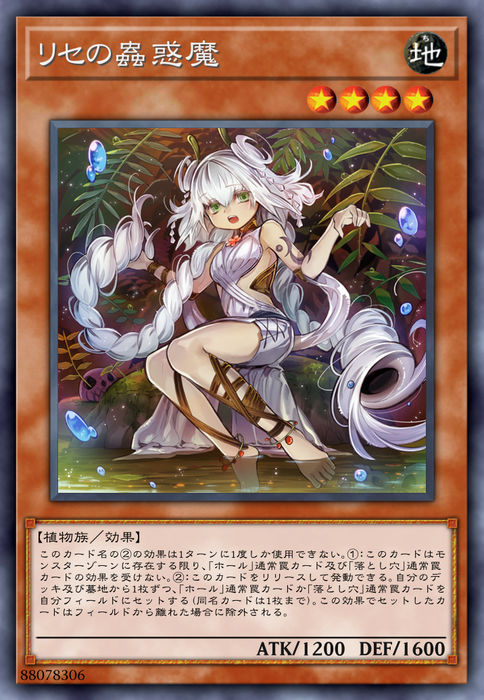 リセの蟲惑魔
ち
地
【植物族／効果】
このカード名の②の効果は1ターンに1度しか使用できない。①：このカードはモ
ンスターゾーンに存在する限り、「ホール」通常罠カード及び「落とし穴」通常罠
カードの効果を受けない。②：このカードをリリースして発動できる。自分のデ
ッキ及び墓地から1枚ずつ、「ホール」通常罠カードか「落とし穴」通常罠カードを
自分フィールドにセットする（同名カードは1枚まで）。この効果でセットしたカー
ドはフィールドから離れた場合に除外される。
ATK/1200 DEF/1600
88078306